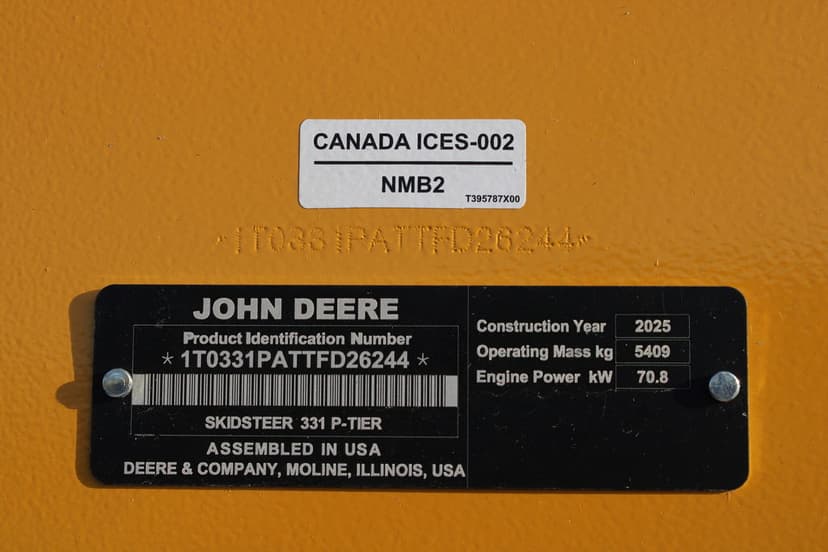 CANADA ICES-002
NMB2
T395787X00
*1T0331PATTFD26244*
JOHN DEERE
Product Identification Number
*1T0331PATTFD26244*
SKIDSTEER 331 P-TIER
ASSEMBLED IN USA
DEERE & COMPANY, MOLINE, ILLINOIS, USA
Construction Year 2025
Operating Mass kg 5409
Engine Power kW 70.8